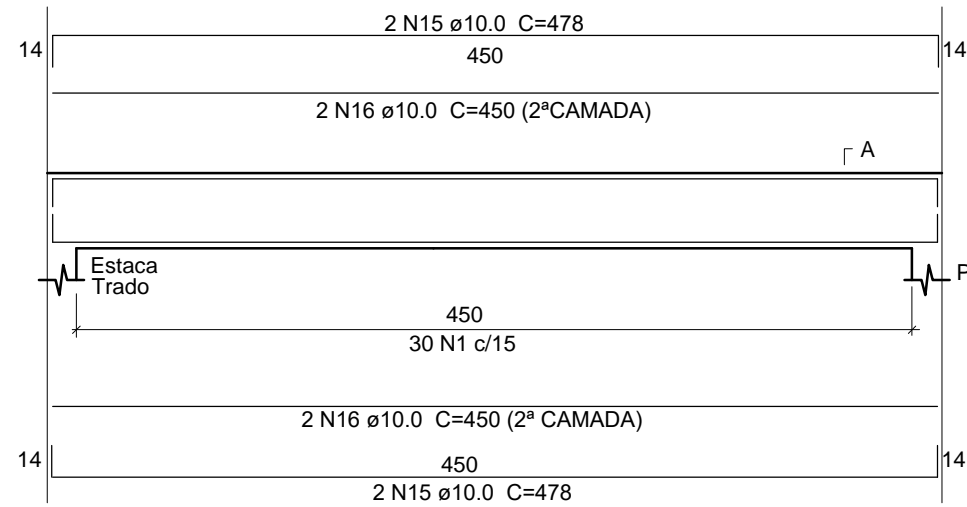 2 N15 ø10.0 C=478
14
450
14
2 N16 ø10.0 C=450 (2ªCAMADA)
A
Estaca
Trado
P
450
30 N1 c/15
2 N16 ø10.0 C=450 (2ª CAMADA)
14
450
14
2 N15 ø10.0 C=478